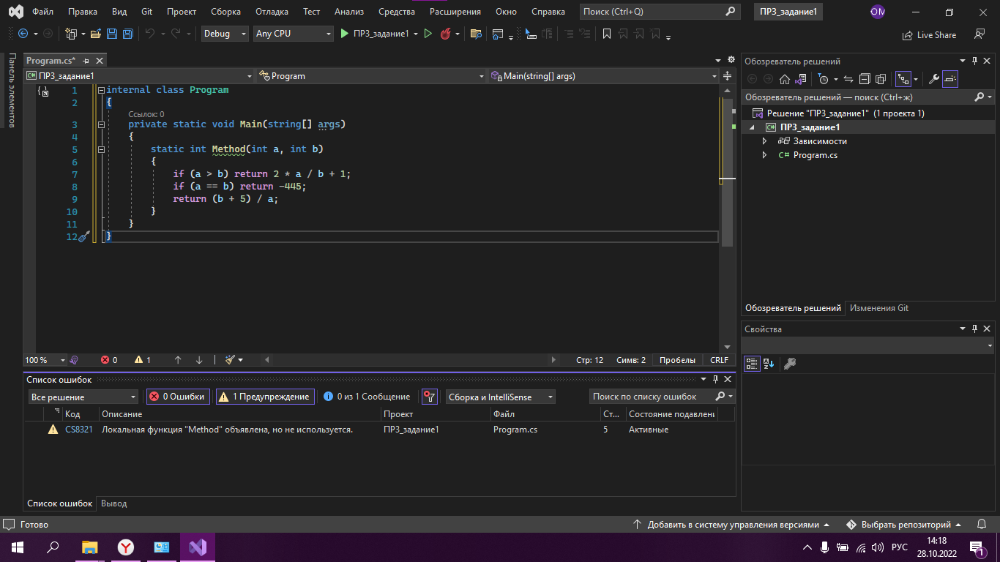 Файл Правка Вид Git Проект Сборка Отладка Тест Анализ Средства Расширения Окно Справка Поиск (Ctrl+Q) ПР3_задание1 ОМ
Debug Any CPU ПР3_задание1 Live Share
Панель элементов
Program.cs*
ПР3_задание1 Program Main(string[] args)
1 internal class Program
2 {
Ссылок: 0
3 private static void Main(string[] args)
4 {
5 static int Method(int a, int b)
6 {
7 if (a > b) return 2 * a / b + 1;
8 if (a == b) return -445;
9 return (b + 5) / a;
10 }
11 }
12 }
100 % 0 1 Стр: 12 Симв: 2 Пробелы CRLF
Список ошибок
Все решение 0 Ошибки 1 Предупреждение 0 из 1 Сообщение Сборка и IntelliSense Поиск по списку ошибок
Код Описание Проект Файл Ст... Состояние подавлени
CS8321 Локальная функция "Method" объявлена, но не используется. ПР3_задание1 Program.cs 5 Активные
Список ошибок Вывод
Обозреватель решений
Обозреватель решений — поиск (Ctrl+ж)
Решение "ПР3_задание1" (1 проекта 1)
ПР3_задание1
Зависимости
C# Program.cs
Обозреватель решений Изменения Git
Свойства
Готово Добавить в систему управления версиями Выбрать репозиторий
РУС 14:18
28.10.2022
1